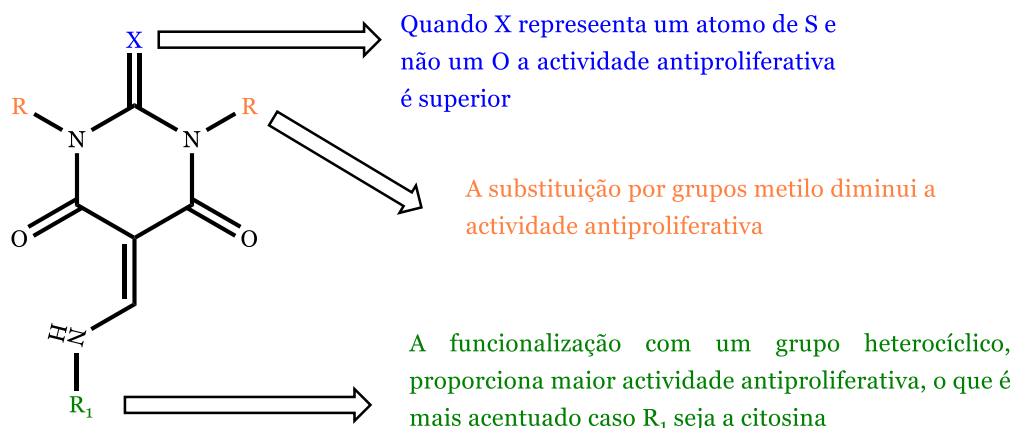 X
Quando X represeenta um atomo de S e
não um O a actividade antiproliferativa
é superior
R
R
N
N
A substituição por grupos metilo diminui a
actividade antiproliferativa
O
O
H
N
A funcionalização com um grupo heterocíclico,
proporciona maior actividade antiproliferativa, o que é
mais acentuado caso R₁ seja a citosina
R₁